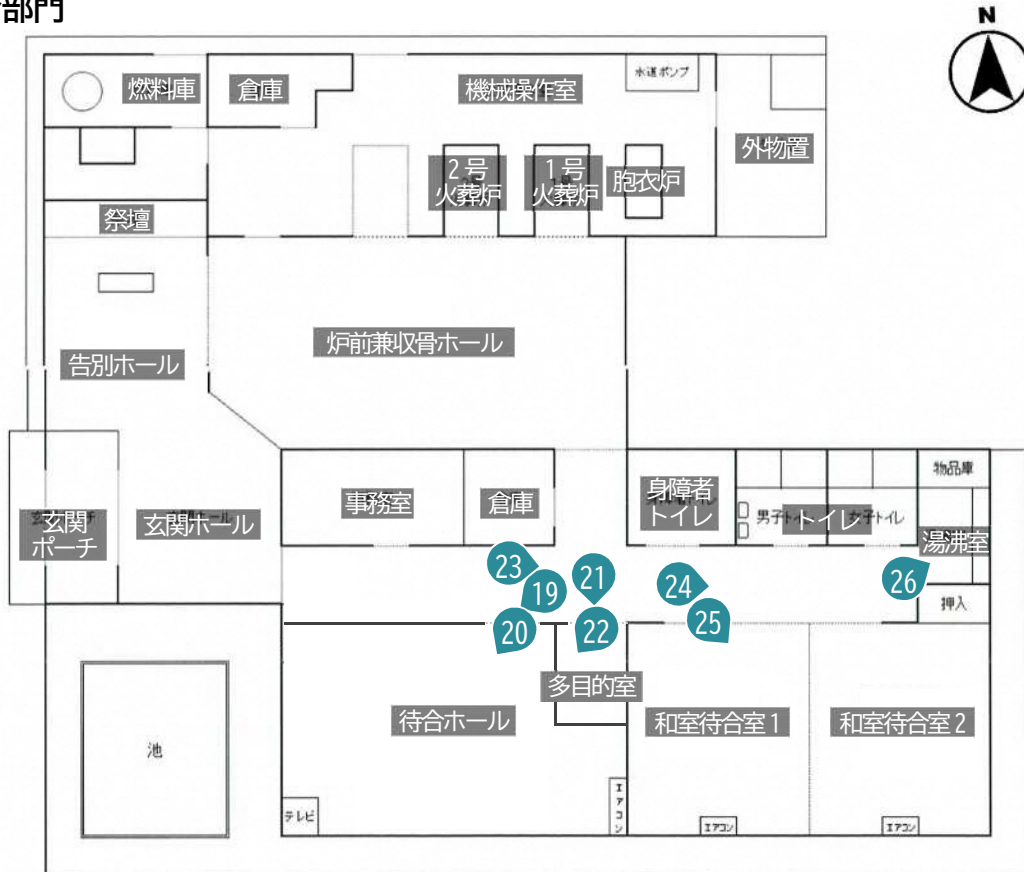 部門
N
燃料庫
倉庫
機械操作室
水道ポンプ
外物置
2号
火葬炉
1号
火葬炉
胞衣炉
祭壇
炉前兼収骨ホール
告別ホール
事務室
倉庫
身障者
トイレ
男子トイレ
トイレ
女子トイレ
物品庫
湯沸室
玄関
ポーチ
玄関ホール
押入
23
19
21
24
26
20
22
25
多目的室
待合ホール
和室待合室1
和室待合室2
池
テレビ
エアコン
エアコン
エアコン